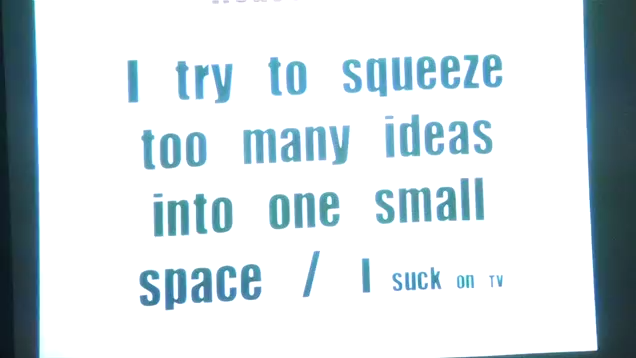 I try to squeeze
too many ideas
into one small
space / I suck on TV